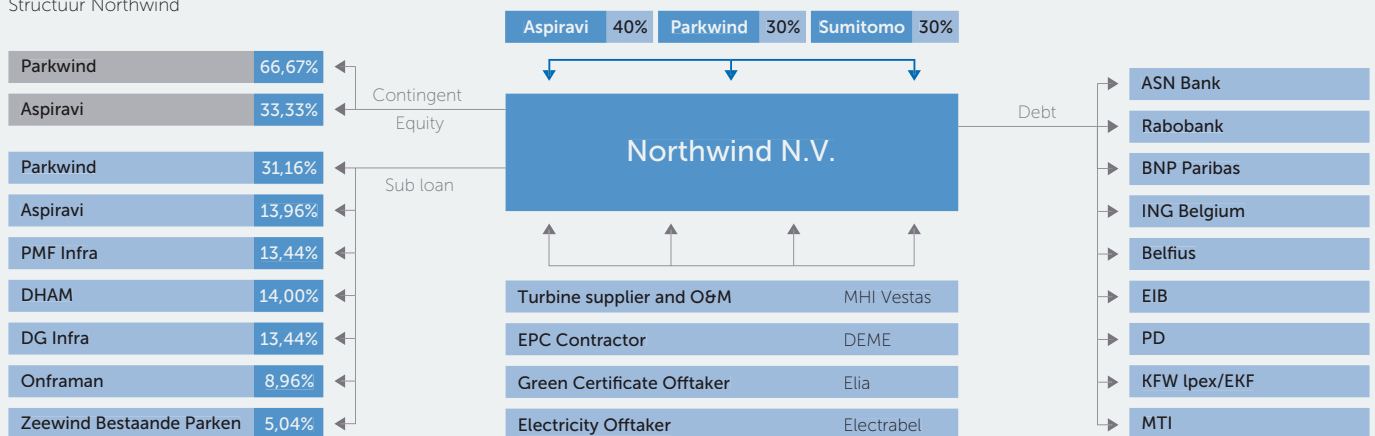 Structuur Northwind
Aspiravi 40% Parkwind 30% Sumitomo 30%
Parkwind 66,67%
Aspiravi 33,33%
Contingent
Equity
Parkwind 31,16%
Aspiravi 13,96%
PMF Infra 13,44%
DHAM 14,00%
DG Infra 13,44%
Onframan 8,96%
Zeewind Bestaande Parken 5,04%
Sub loan
Northwind N.V.
Turbine supplier and O&M MHI Vestas
EPC Contractor DEME
Green Certificate Offtaker Elia
Electricity Offtaker Electrabel
Debt
ASN Bank
Rabobank
BNP Paribas
ING Belgium
Belfius
EIB
PD
KFW lpex/EKF
MTI